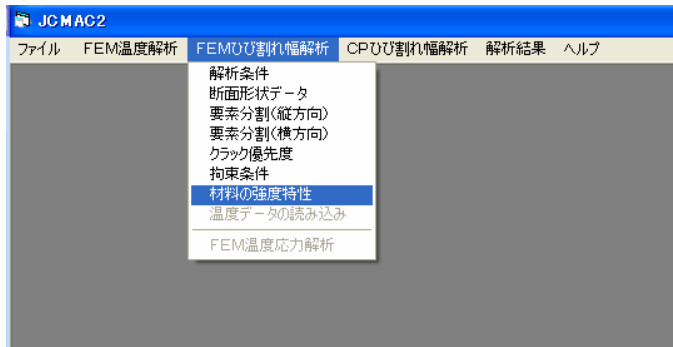 JCMAC2
ファイル FEM温度解析 FEMひび割れ幅解析 CPひび割れ幅解析 解析結果 ヘルプ
解析条件
断面形状データ
要素分割(縦方向)
要素分割(横方向)
クラック優先度
拘束条件
材料の強度特性
温度データの読み込み
FEM温度応力解析